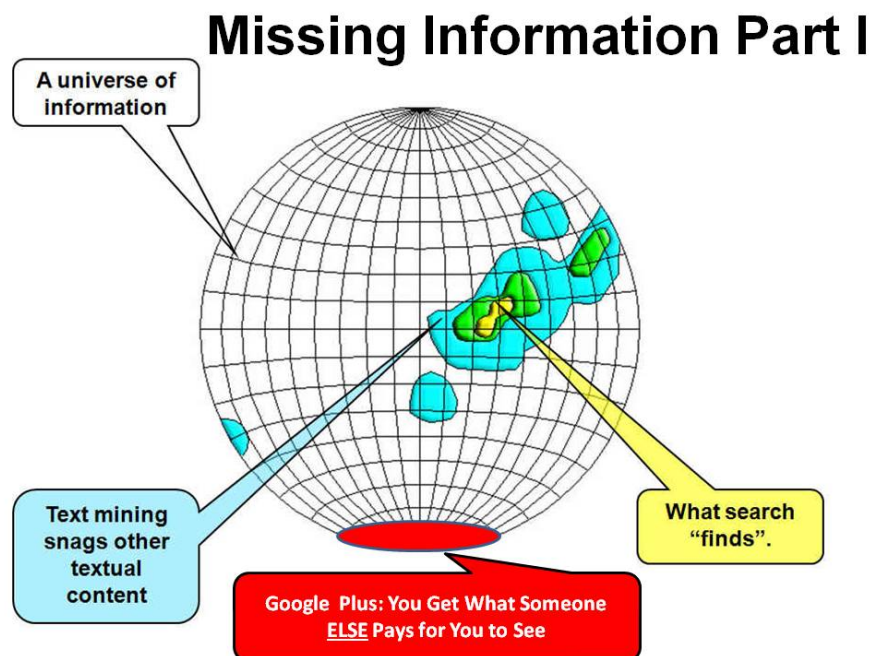 Missing Information Part I
A universe of
information
Text mining
snags other
textual
content
What search
“finds”.
Google Plus: You Get What Someone
ELSE Pays for You to See